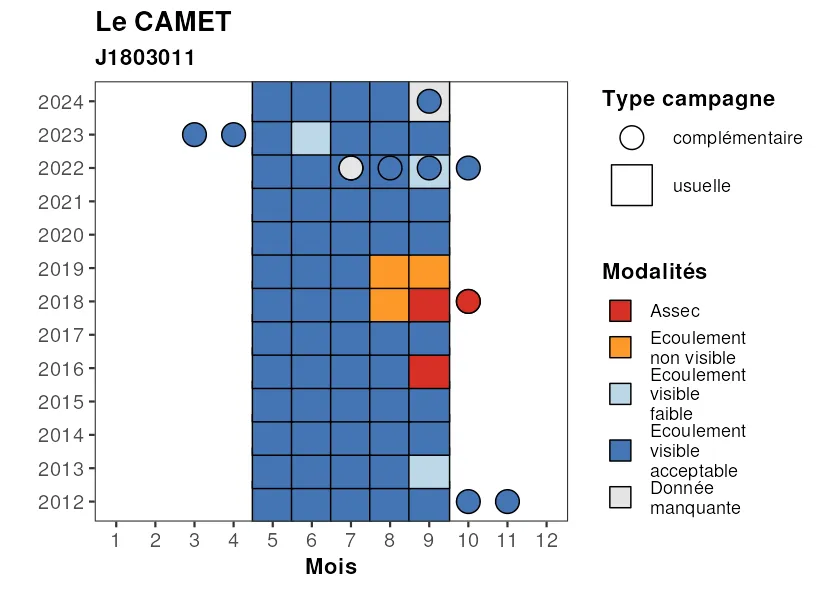 Le CAMET
J1803011
2024
2023
2022
2021
2020
2019
2018
2017
2016
2015
2014
2013
2012
1 2 3 4 5 6 7 8 9 10 11 12
Mois
Type campagne
complémentaire
usuelle
Modalités
Assec
Ecoulement
non visible
Ecoulement
visible
faible
Ecoulement
visible
acceptable
Donnée
manquante